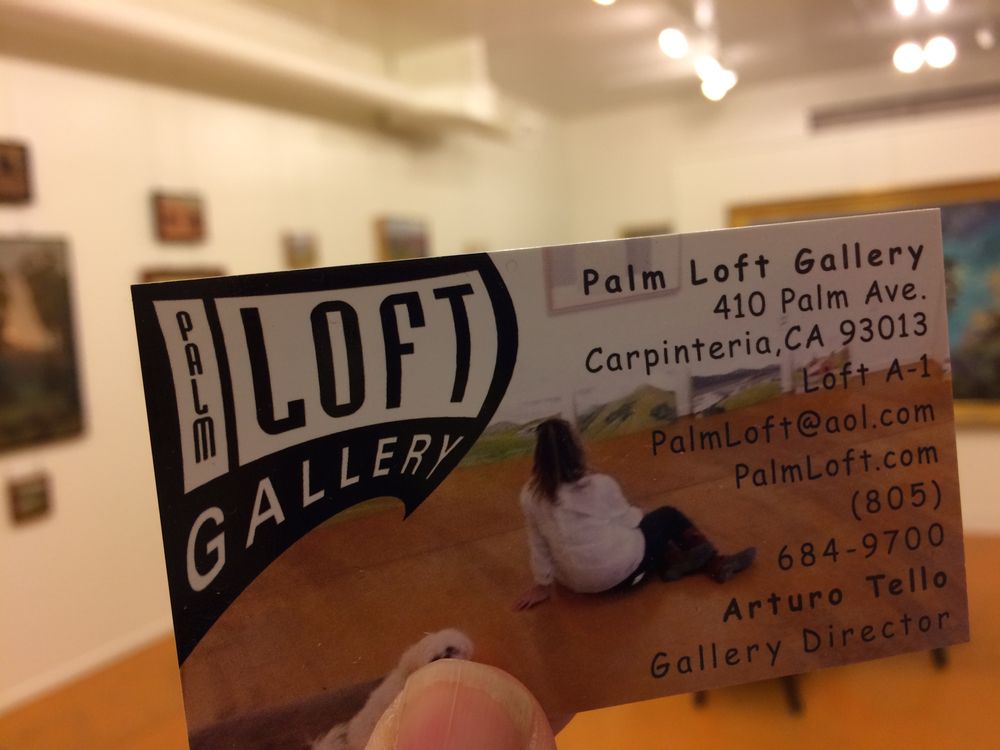 PALM
LOFT
GALLERY
Palm Loft Gallery
410 Palm Ave.
Carpinteria,CA 93013
Loft A-1
PalmLoft@aol.com
PalmLoft.com
(805)
684-9700
Arturo Tello
Gallery Director